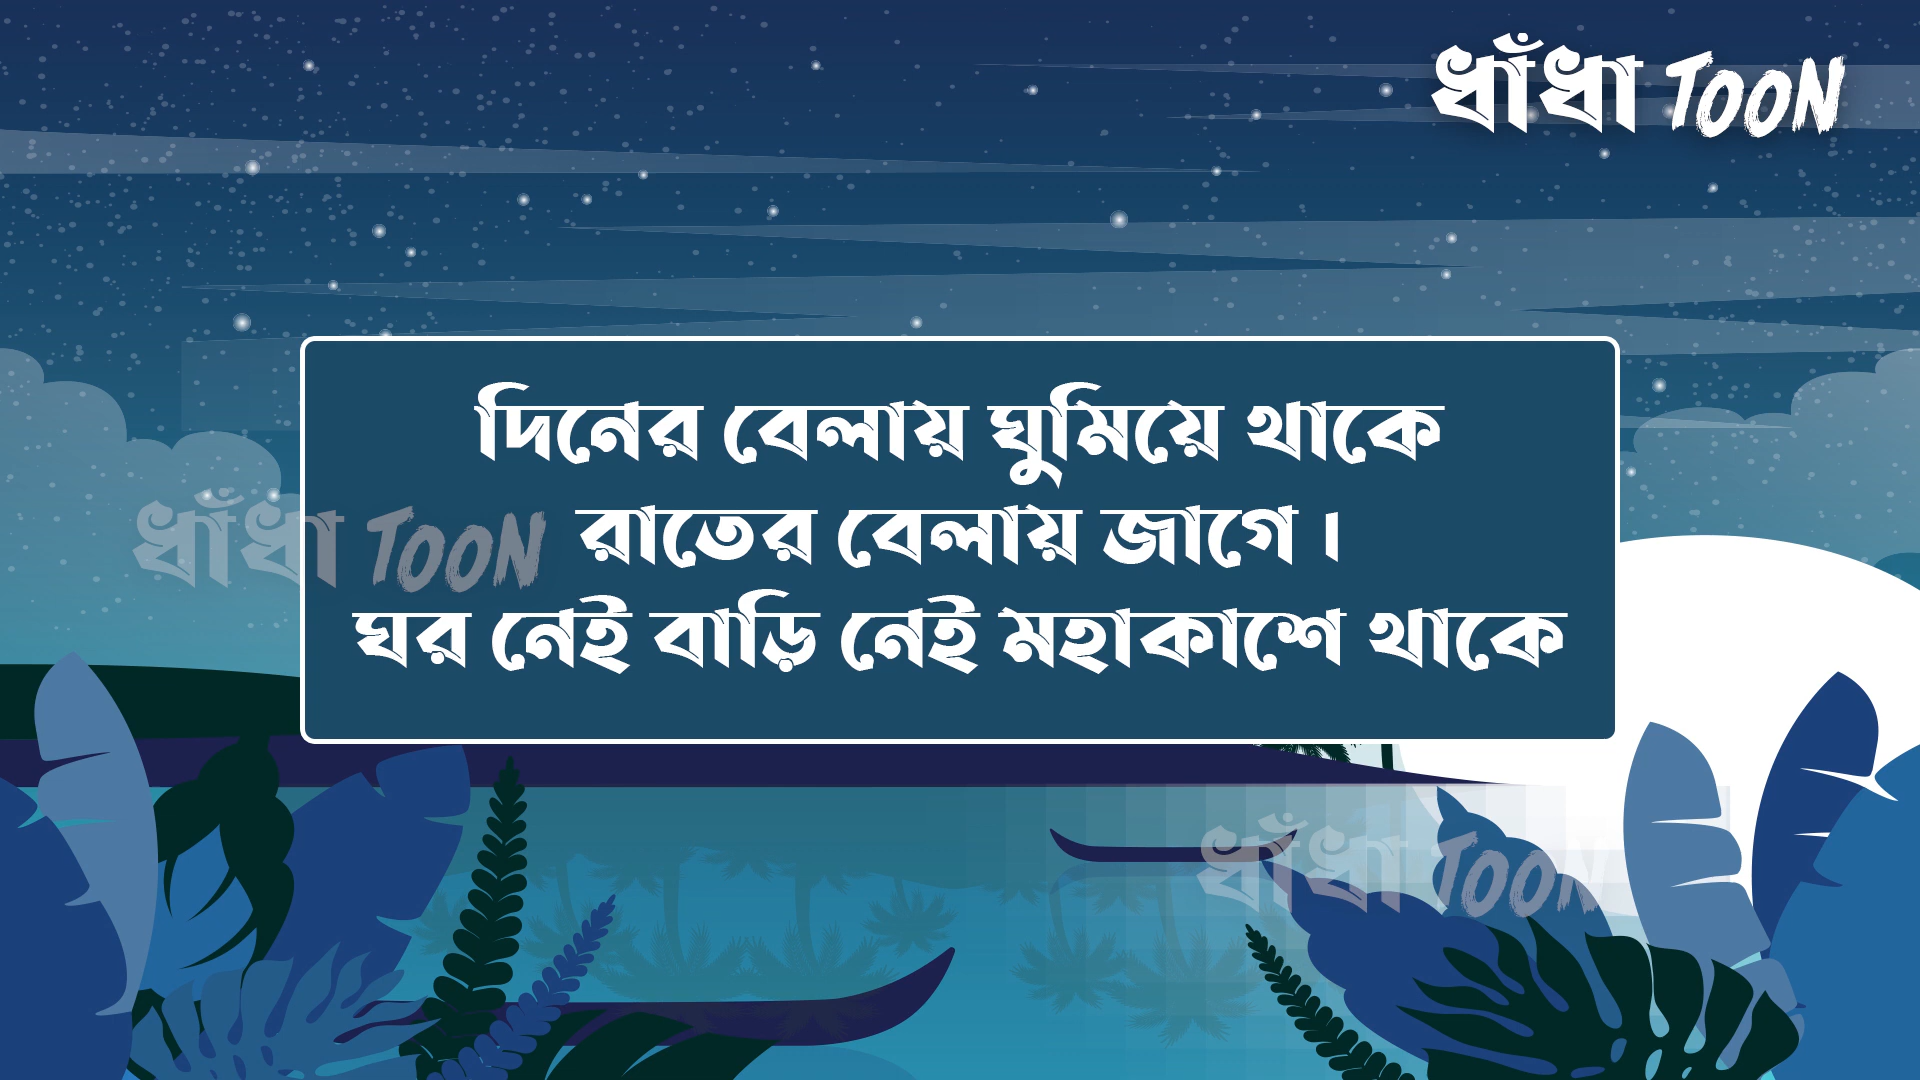 ধাঁধা TOON
দিনের বেলায় ঘুমিয়ে থাকে
রাতের বেলায় জাগে।
ঘর নেই বাড়ি নেই মহাকাশে থাকে
ধাঁধা TOON
ধাঁধা TOON